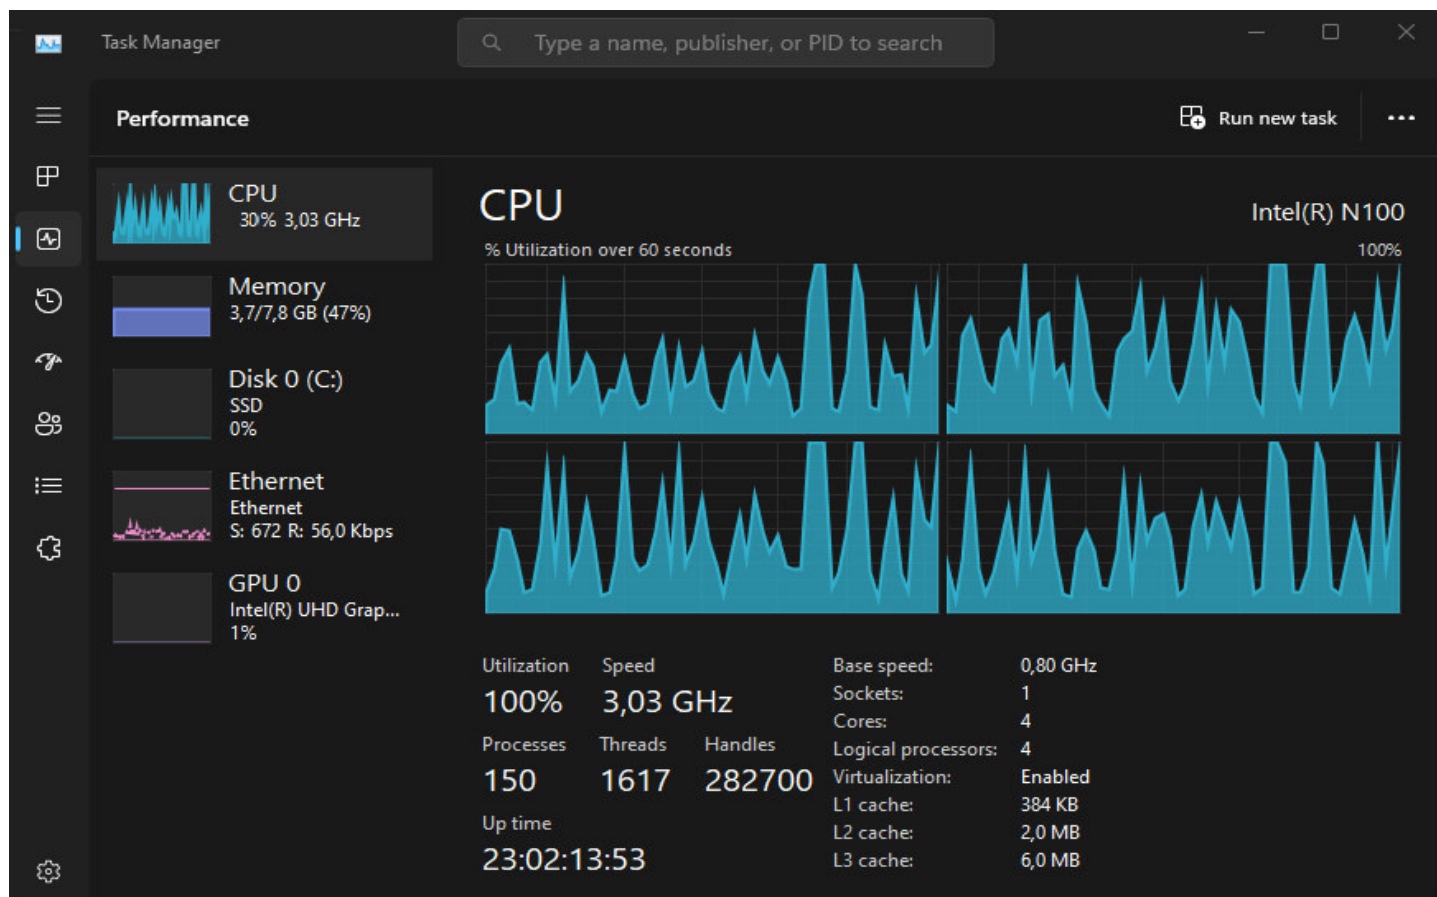 Task Manager
Type a name, publisher, or PID to search
Performance
Run new task
CPU
30% 3,03 GHz
Memory
3,7/7,8 GB (47%)
Disk 0 (C:)
SSD
0%
Ethernet
Ethernet
S: 672 R: 56,0 Kbps
GPU 0
Intel(R) UHD Grap...
1%
CPU
Intel(R) N100
% Utilization over 60 seconds
100%
Utilization
Speed
100%
3,03 GHz
Processes
Threads
Handles
150
1617
282700
Up time
23:02:13:53
Base speed:
0,80 GHz
Sockets:
1
Cores:
4
Logical processors:
4
Virtualization:
Enabled
L1 cache:
384 KB
L2 cache:
2,0 MB
L3 cache:
6,0 MB